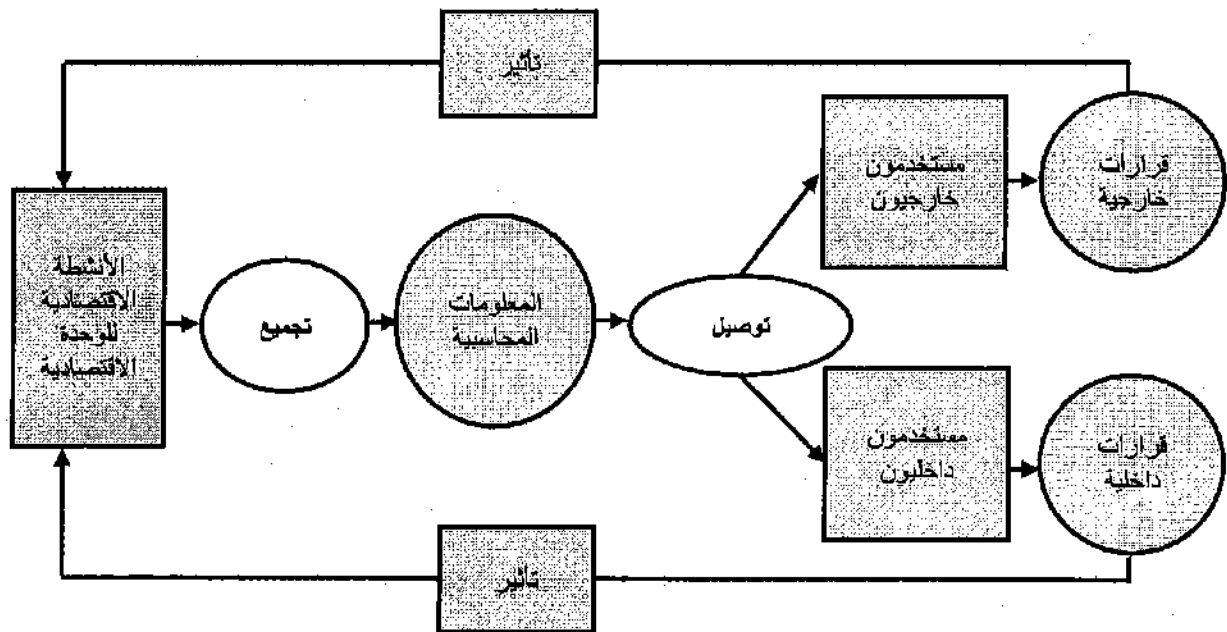 تأثير
مستخدمون
خارجيون
قرارات
خارجية
الأنشطة
الاقتصادية
للوحدة
الاقتصادية
تجميع
المعلومات
المحاسبية
توصيل
مستخدمون
داخليون
قرارات
داخلية
تأثير